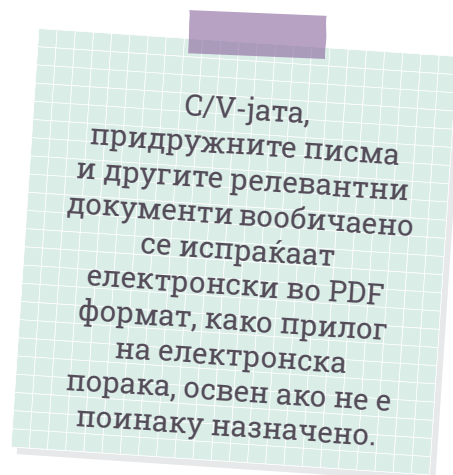 C/V-јата,
придружните писма
и другите релевантни
документи вообичаено
се испраќаат
електронски во PDF
формат, како прилог
на електронска
порака, освен ако не е
поинаку назначено.